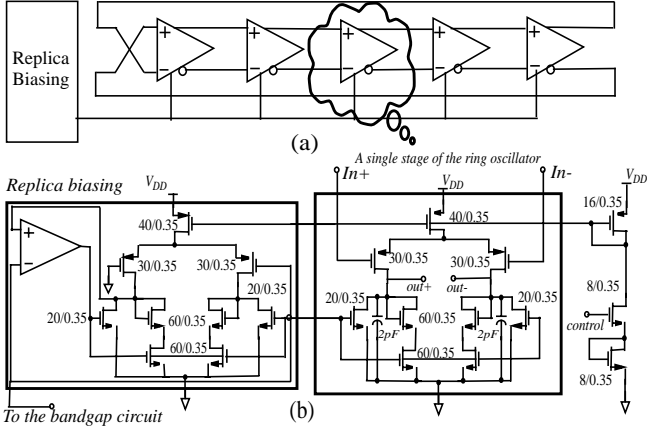 Replica
Biasing
+ + + + +
− − − − −
(a)
A single stage of the ring oscillator
In+ In-
Replica biasing
VDD VDD VDD
16/0.35
40/0.35 40/0.35
+
−
30/0.35 30/0.35 30/0.35 30/0.35
out+ out-
20/0.35 20/0.35 20/0.35
8/0.35
20/0.35 60/0.35 2pF 60/0.35 2pF
control
60/0.35 60/0.35
8/0.35
To the bandgap circuit
(b)